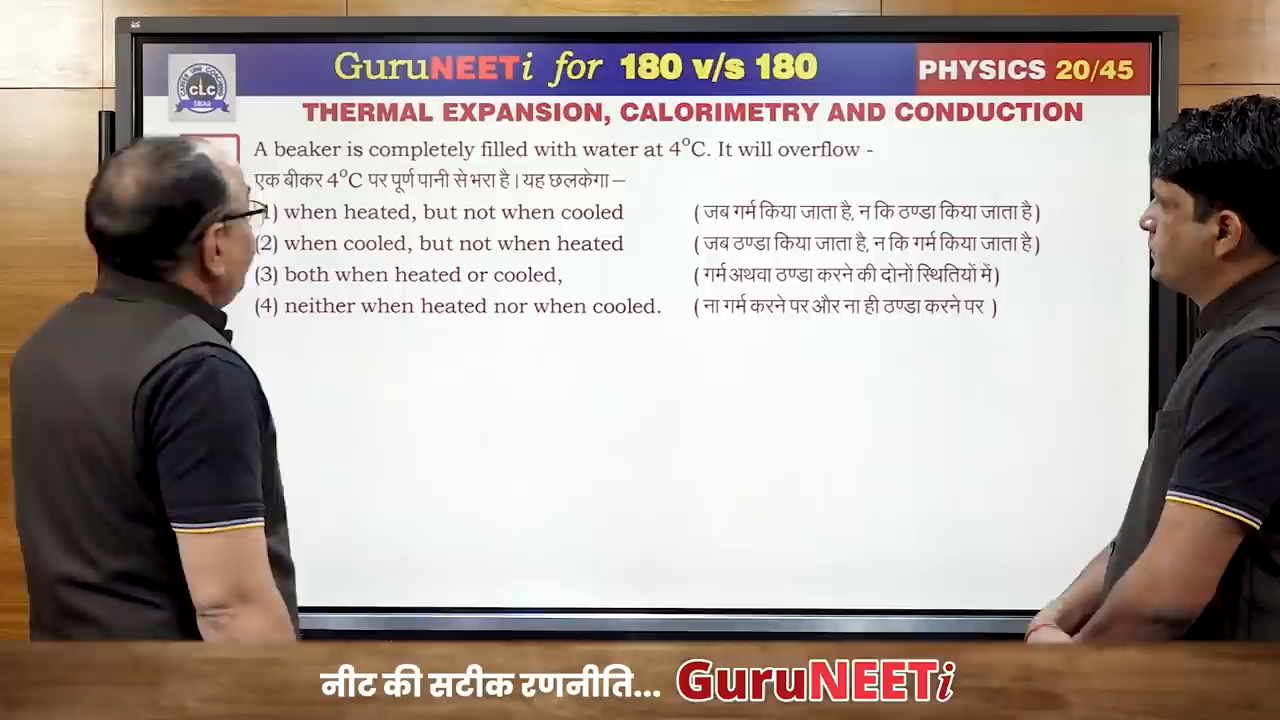 GuruNEETi for 180 v/s 180
PHYSICS 20/45
CLC
SIKAR
THERMAL EXPANSION, CALORIMETRY AND CONDUCTION
A beaker is completely filled with water at 4°C. It will overflow -
एक बीकर 4°C पर पूर्ण पानी से भरा है। यह छलकेगा –
(1) when heated, but not when cooled ( जब गर्म किया जाता है, न कि ठण्डा किया जाता है)
(2) when cooled, but not when heated ( जब ठण्डा किया जाता है, न कि गर्म किया जाता है)
(3) both when heated or cooled, ( गर्म अथवा ठण्डा करने की दोनों स्थितियों में)
(4) neither when heated nor when cooled. ( ना गर्म करने पर और ना ही ठण्डा करने पर )
नीट की सटीक रणनीति... GuruNEETi